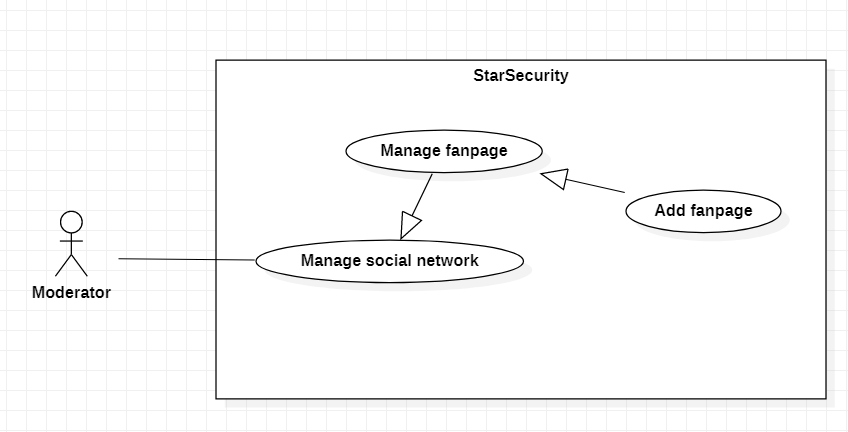 StarSecurity
Manage fanpage
Add fanpage
Manage social network
Moderator